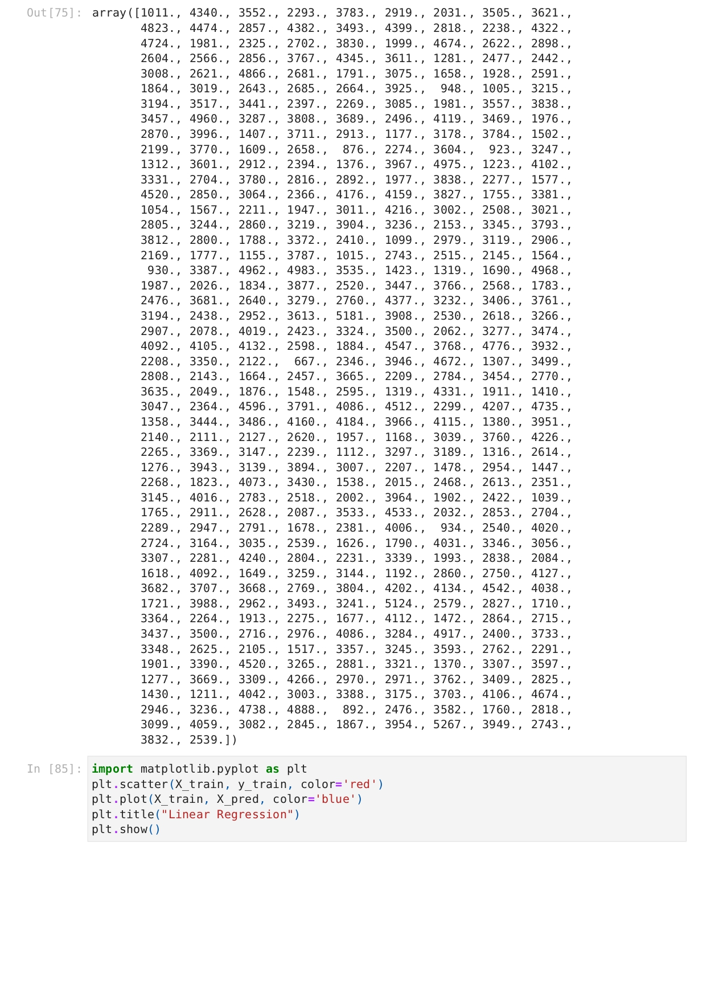 Out[75]: array([1011., 4340., 3552., 2293., 3783., 2919., 2031., 3505., 3621.,
4823., 4474., 2857., 4382., 3493., 4399., 2818., 2238., 4322.,
4724., 1981., 2325., 2702., 3830., 1999., 4674., 2622., 2898.,
2604., 2566., 2856., 3767., 4345., 3611., 1281., 2477., 2442.,
3008., 2621., 4866., 2681., 1791., 3075., 1658., 1928., 2591.,
1864., 3019., 2643., 2685., 2664., 3925., 948., 1005., 3215.,
3194., 3517., 3441., 2397., 2269., 3085., 1981., 3557., 3838.,
3457., 4960., 3287., 3808., 3689., 2496., 4119., 3469., 1976.,
2870., 3996., 1407., 3711., 2913., 1177., 3178., 3784., 1502.,
2199., 3770., 1609., 2658., 876., 2274., 3604., 923., 3247.,
1312., 3601., 2912., 2394., 1376., 3967., 4975., 1223., 4102.,
3331., 2704., 3780., 2816., 2892., 1977., 3838., 2277., 1577.,
4520., 2850., 3064., 2366., 4176., 4159., 3827., 1755., 3381.,
1054., 1567., 2211., 1947., 3011., 4216., 3002., 2508., 3021.,
2805., 3244., 2860., 3219., 3904., 3236., 2153., 3345., 3793.,
3812., 2800., 1788., 3372., 2410., 1099., 2979., 3119., 2906.,
2169., 1777., 1155., 3787., 1015., 2743., 2515., 2145., 1564.,
930., 3387., 4962., 4983., 3535., 1423., 1319., 1690., 4968.,
1987., 2026., 1834., 3877., 2520., 3447., 3766., 2568., 1783.,
2476., 3681., 2640., 3279., 2760., 4377., 3232., 3406., 3761.,
3194., 2438., 2952., 3613., 5181., 3908., 2530., 2618., 3266.,
2907., 2078., 4019., 2423., 3324., 3500., 2062., 3277., 3474.,
4092., 4105., 4132., 2598., 1884., 4547., 3768., 4776., 3932.,
2208., 3350., 2122., 667., 2346., 3946., 4672., 1307., 3499.,
2808., 2143., 1664., 2457., 3665., 2209., 2784., 3454., 2770.,
3635., 2049., 1876., 1548., 2595., 1319., 4331., 1911., 1410.,
3047., 2364., 4596., 3791., 4086., 4512., 2299., 4207., 4735.,
1358., 3444., 3486., 4160., 4184., 3966., 4115., 1380., 3951.,
2140., 2111., 2127., 2620., 1957., 1168., 3039., 3760., 4226.,
2265., 3369., 3147., 2239., 1112., 3297., 3189., 1316., 2614.,
1276., 3943., 3139., 3894., 3007., 2207., 1478., 2954., 1447.,
2268., 1823., 4073., 3430., 1538., 2015., 2468., 2613., 2351.,
3145., 4016., 2783., 2518., 2002., 3964., 1902., 2422., 1039.,
1765., 2911., 2628., 2087., 3533., 4533., 2032., 2853., 2704.,
2289., 2947., 2791., 1678., 2381., 4006., 934., 2540., 4020.,
2724., 3164., 3035., 2539., 1626., 1790., 4031., 3346., 3056.,
3307., 2281., 4240., 2804., 2231., 3339., 1993., 2838., 2084.,
1618., 4092., 1649., 3259., 3144., 1192., 2860., 2750., 4127.,
3682., 3707., 3668., 2769., 3804., 4202., 4134., 4542., 4038.,
1721., 3988., 2962., 3493., 3241., 5124., 2579., 2827., 1710.,
3364., 2264., 1913., 2275., 1677., 4112., 1472., 2864., 2715.,
3437., 3500., 2716., 2976., 4086., 3284., 4917., 2400., 3733.,
3348., 2625., 2105., 1517., 3357., 3245., 3593., 2762., 2291.,
1901., 3390., 4520., 3265., 2881., 3321., 1370., 3307., 3597.,
1277., 3669., 3309., 4266., 2970., 2971., 3762., 3409., 2825.,
1430., 1211., 4042., 3003., 3388., 3175., 3703., 4106., 4674.,
2946., 3236., 4738., 4888., 892., 2476., 3582., 1760., 2818.,
3099., 4059., 3082., 2845., 1867., 3954., 5267., 3949., 2743.,
3832., 2539.])
In [85]: import matplotlib.pyplot as plt
plt.scatter(X_train, y_train, color='red')
plt.plot(X_train, X_pred, color='blue')
plt.title("Linear Regression")
plt.show()